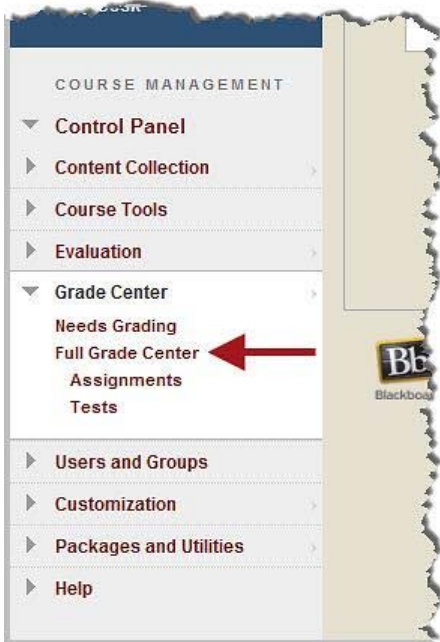 COURSE MANAGEMENT
Control Panel
Content Collection
Course Tools
Evaluation
Grade Center
Needs Grading
Full Grade Center
Assignments
Tests
Bb
Users and Groups
Customization
Packages and Utilities
Help